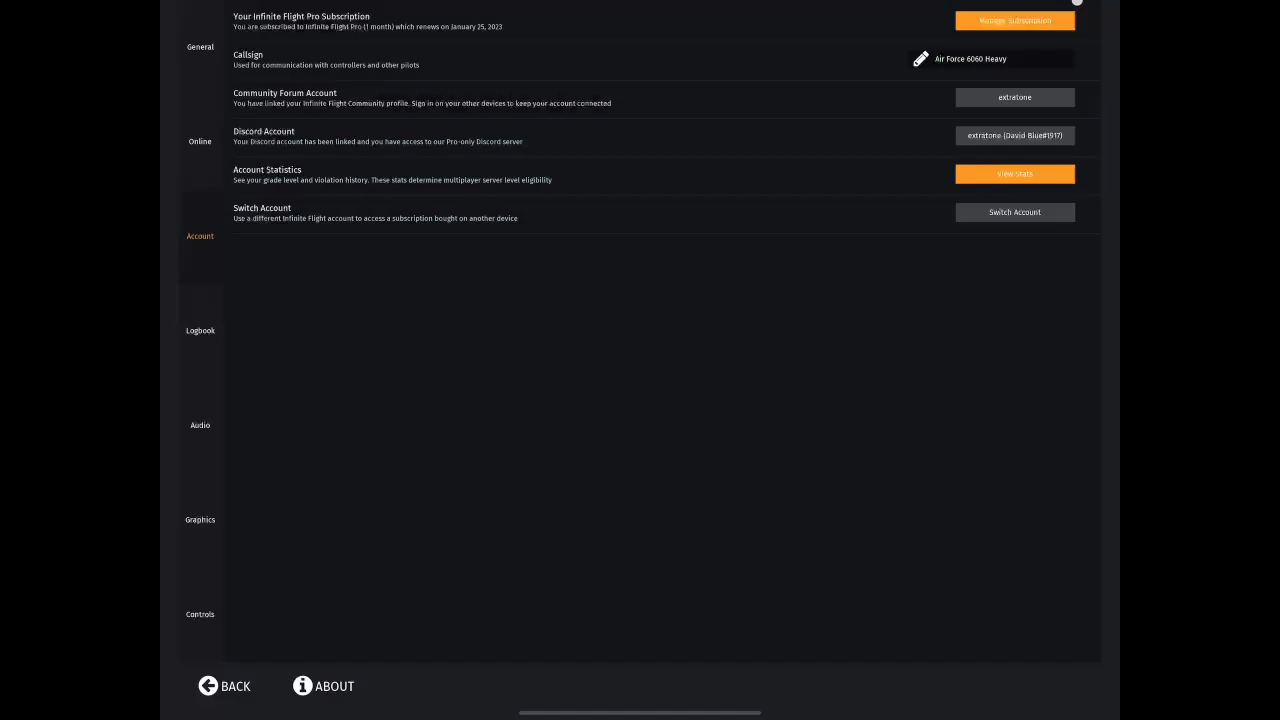 Your Infinite Flight Pro Subscription
You are subscribed to Infinite Flight Pro (1 month) which renews on January 25, 2023
Manage Subscription
General
Callsign
Used for communication with controllers and other pilots
Air Force 6060 Heavy
Community Forum Account
You have linked your Infinite Flight Community profile. Sign in on your other devices to keep your account connected
extratone
Online
Discord Account
Your Discord account has been linked and you have access to our Pro-only Discord server
extratone (David Blue#1917)
Account Statistics
See your grade level and violation history. These stats determine multiplayer server level eligibility
View Stats
Switch Account
Use a different Infinite Flight account to access a subscription bought on another device
Switch Account
Account
Logbook
Audio
Graphics
Controls
BACK
ABOUT